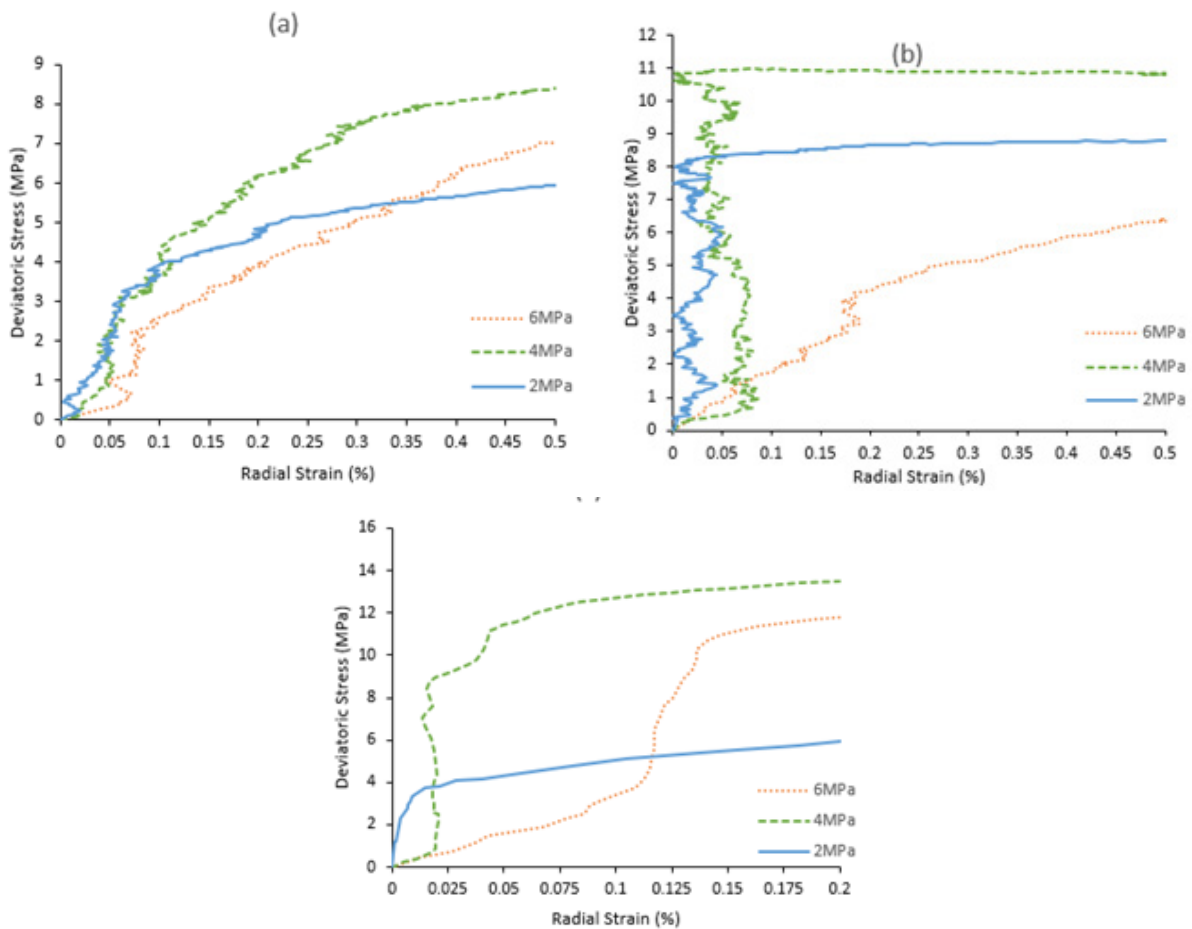 (a)
9
8
7
6
5
4
3
2
1
0
Deviatoric Stress (MPa)
0 0.05 0.1 0.15 0.2 0.25 0.3 0.35 0.4 0.45 0.5
Radial Strain (%)
6MPa
4MPa
2MPa
(b)
12
11
10
9
8
7
6
5
4
3
2
1
0
Deviatoric Stress (MPa)
0 0.05 0.1 0.15 0.2 0.25 0.3 0.35 0.4 0.45 0.5
Radial Strain (%)
6MPa
4MPa
2MPa
16
14
12
10
8
6
4
2
0
Deviatoric Stress (MPa)
0 0.025 0.05 0.075 0.1 0.125 0.15 0.175 0.2
Radial Strain (%)
6MPa
4MPa
2MPa